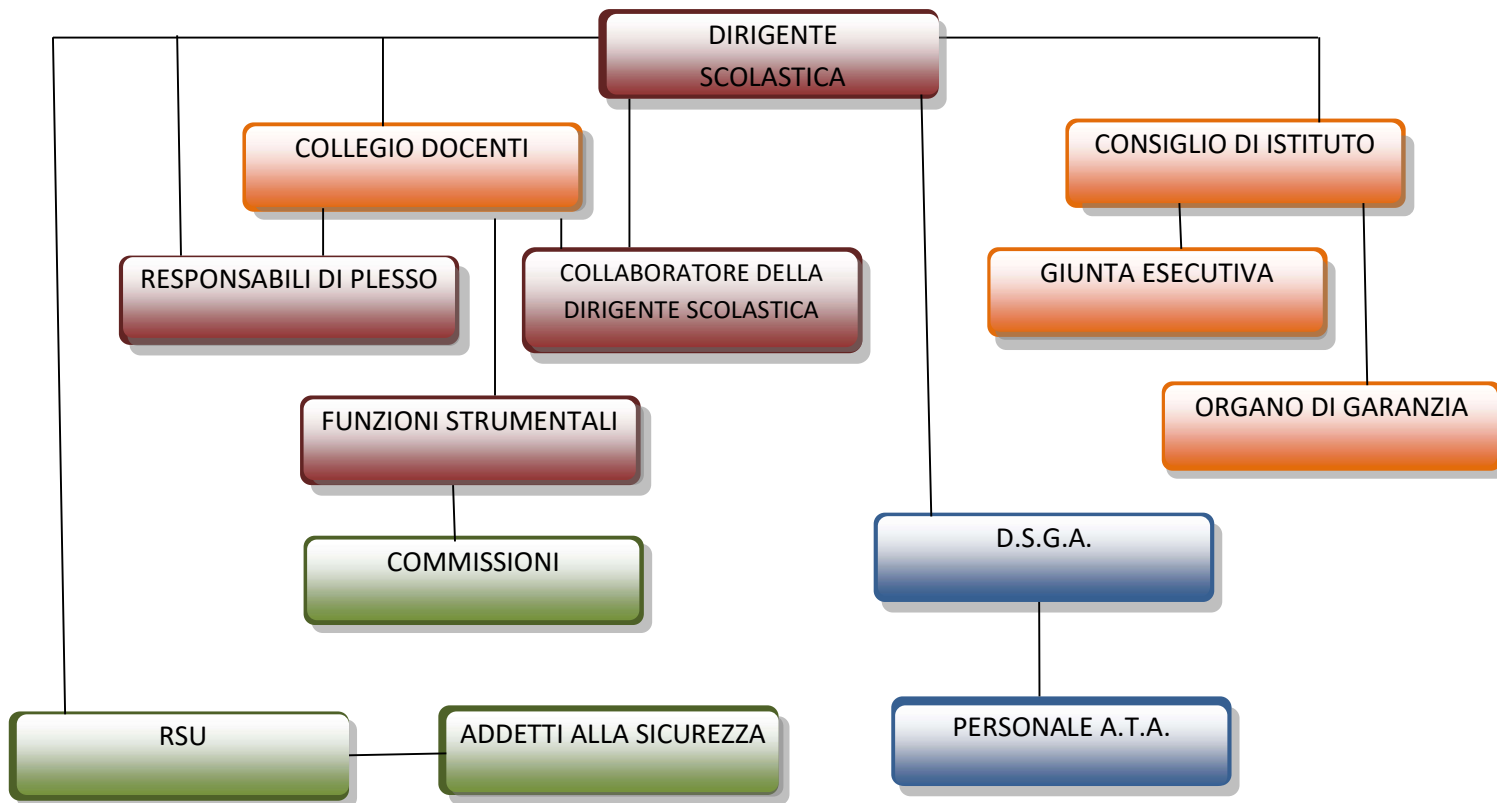 DIRIGENTE
SCOLASTICA
COLLEGIO DOCENTI
CONSIGLIO DI ISTITUTO
RESPONSABILI DI PLESSO
COLLABORATORE DELLA
DIRIGENTE SCOLASTICA
GIUNTA ESECUTIVA
FUNZIONI STRUMENTALI
ORGANO DI GARANZIA
COMMISSIONI
D.S.G.A.
RSU
ADDETTI ALLA SICUREZZA
PERSONALE A.T.A.